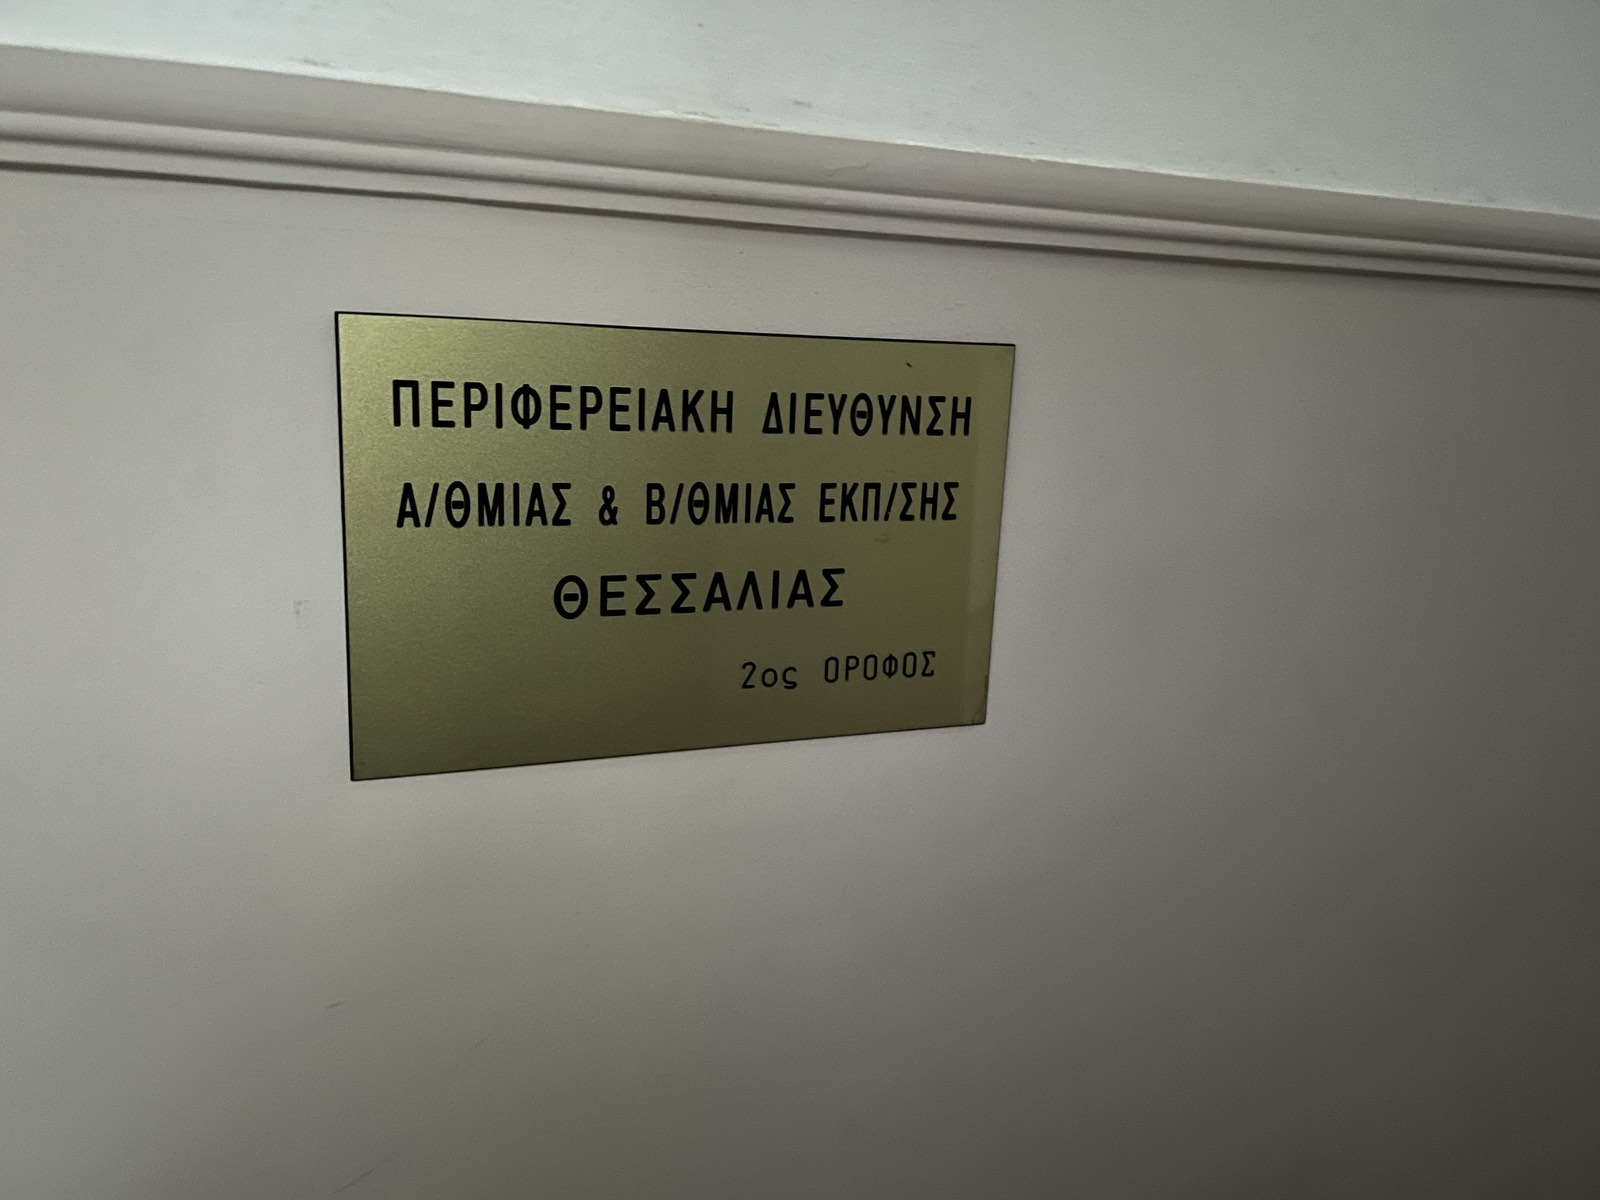 ΠΕΡΙΦΕΡΕΙΑΚΗ ΔΙΕΥΘΥΝΣΗ
Α/ΘΜΙΑΣ & Β/ΘΜΙΑΣ ΕΚΠ/ΣΗΣ
ΘΕΣΣΑΛΙΑΣ
2ος ΟΡΟΦΟΣ